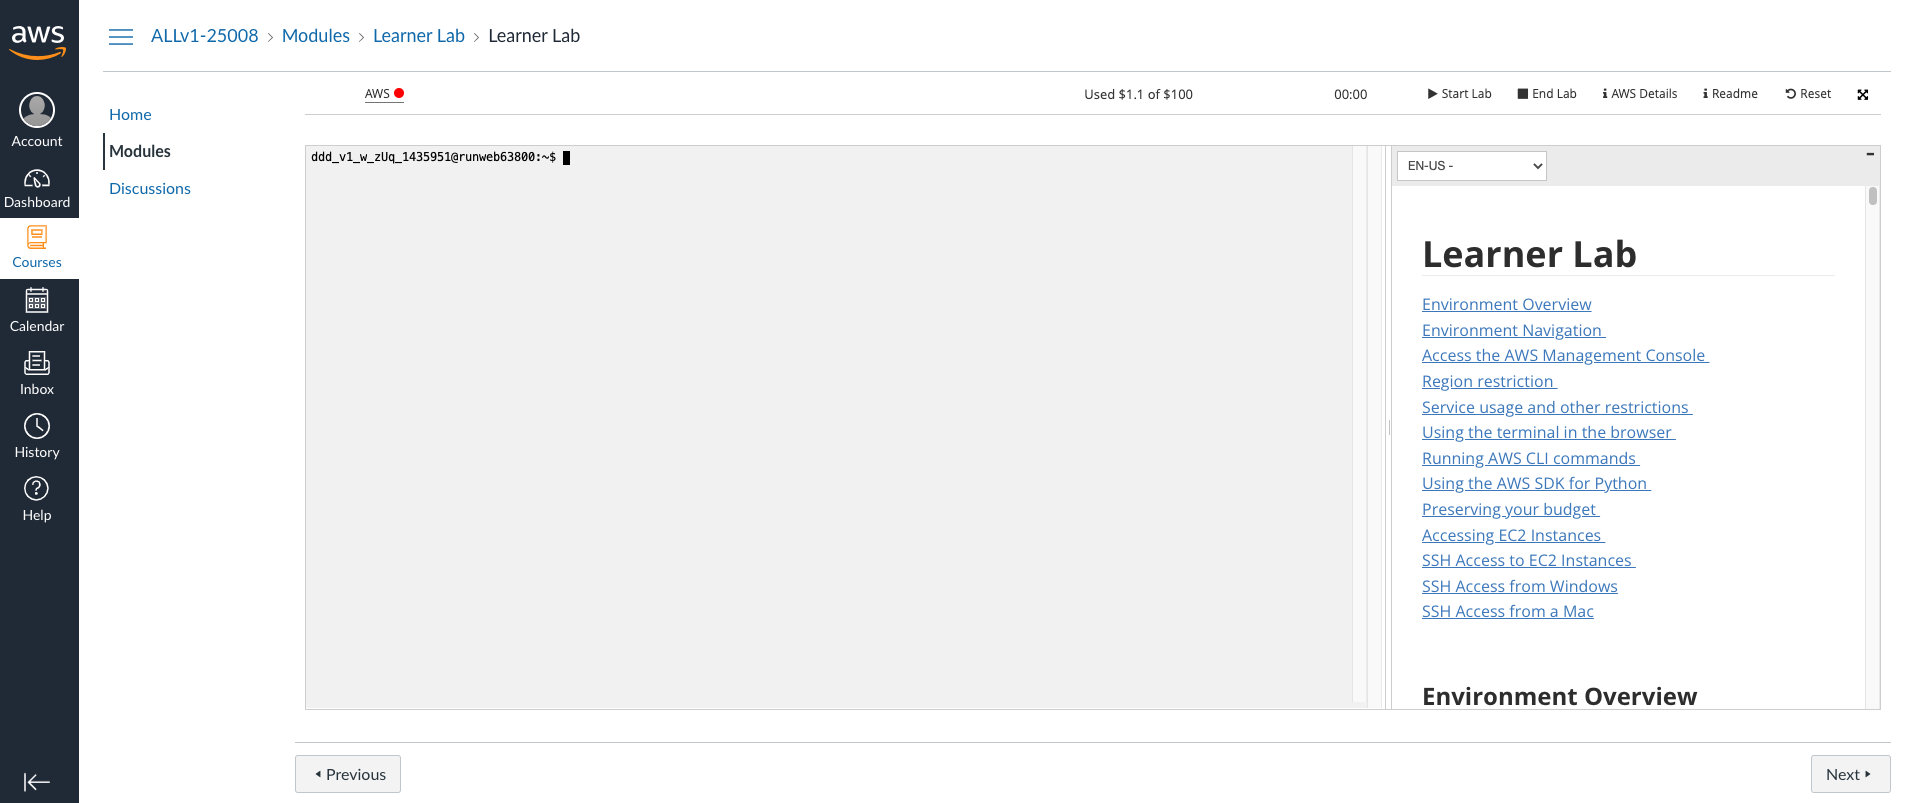 aws
Account
Dashboard
Courses
Calendar
Inbox
History
Help
ALLv1-25008 › Modules › Learner Lab › Learner Lab
Home
Modules
Discussions
AWS
Used $1.1 of $100
00:00
Start Lab
End Lab
AWS Details
Readme
Reset
ddd_v1_w_zUq_1435951@runweb63800:~$
EN-US -
Learner Lab
Environment Overview
Environment Navigation
Access the AWS Management Console
Region restriction
Service usage and other restrictions
Using the terminal in the browser
Running AWS CLI commands
Using the AWS SDK for Python
Preserving your budget
Accessing EC2 Instances
SSH Access to EC2 Instances
SSH Access from Windows
SSH Access from a Mac
Environment Overview
Previous
Next